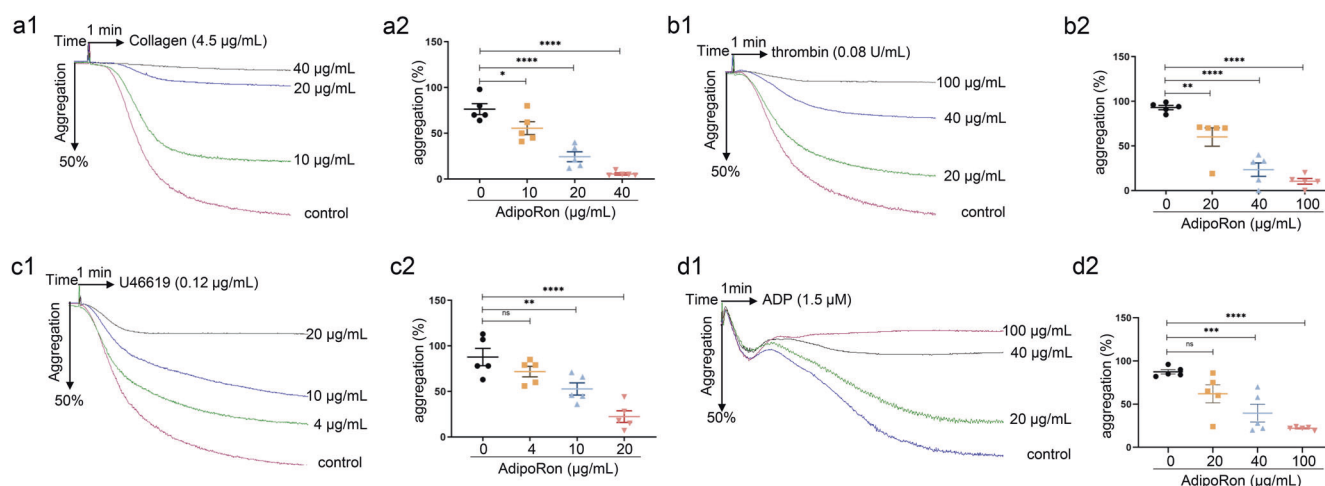 a1
1 min
Time
Collagen (4.5 µg/mL)
Aggregation
50%
40 µg/mL
20 µg/mL
10 µg/mL
control
a2
aggregation (%)
150
100
50
0
****
****
*
0 10 20 40
AdipoRon (µg/mL)
b1
1 min
Time
thrombin (0.08 U/mL)
Aggregation
50%
100 µg/mL
40 µg/mL
20 µg/mL
control
b2
aggregation (%)
150
100
50
0
****
****
**
0 20 40 100
AdipoRon (µg/mL)
c1
1 min
Time
U46619 (0.12 µg/mL)
Aggregation
50%
20 µg/mL
10 µg/mL
4 µg/mL
control
c2
aggregation (%)
150
100
50
0
****
**
ns
0 4 10 20
AdipoRon (µg/mL)
d1
1min
Time
ADP (1.5 µM)
Aggregation
50%
100 µg/mL
40 µg/mL
20 µg/mL
control
d2
aggregation (%)
150
100
50
0
****
***
ns
0 20 40 100
AdipoRon (µg/mL)